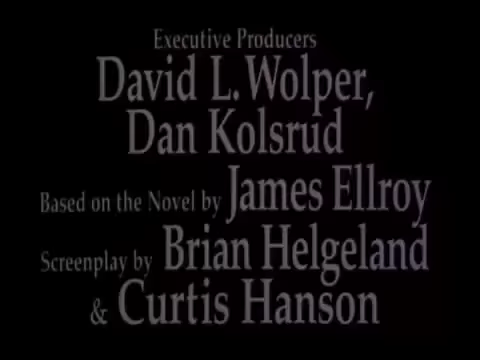 Executive Producers
David L. Wolper,
Dan Kolsrud
Based on the Novel by James Ellroy
Screenplay by Brian Helgeland
& Curtis Hanson